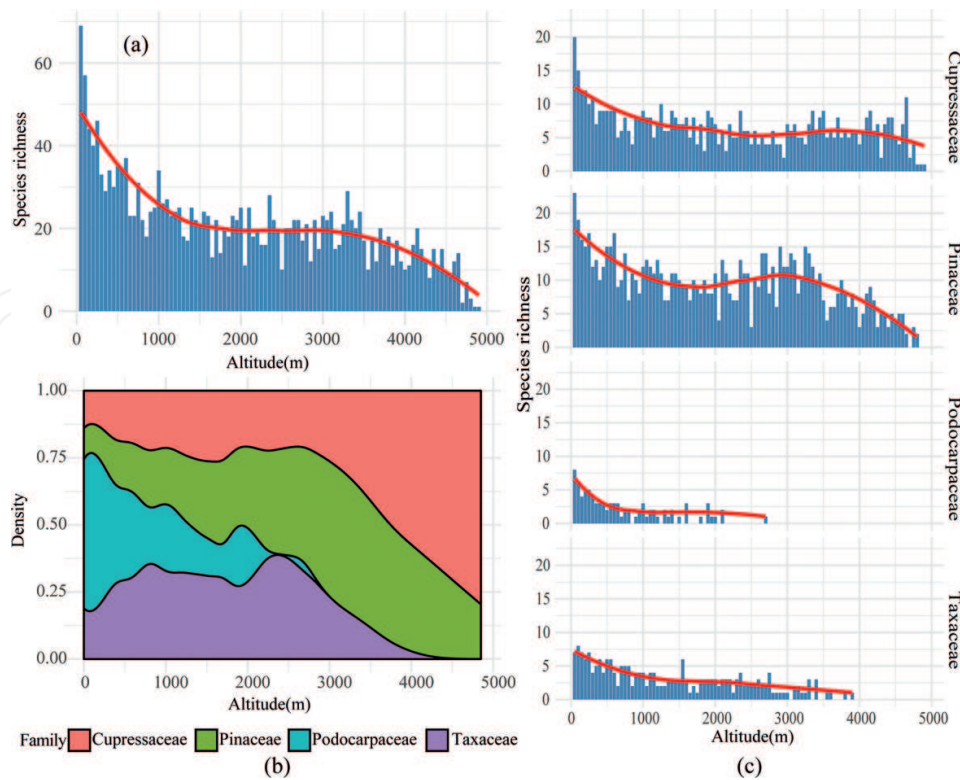 (a)
Species richness
60
40
20
0
0 1000 2000 3000 4000 5000
Altitude(m)
Density
1.00
0.75
0.50
0.25
0.00
0 1000 2000 3000 4000 5000
Altitude(m)
Family Cupressaceae Pinaceae Podocarpaceae Taxaceae
(b)
(c)
Species richness
20
15
10
5
0
Cupressaceae
20
15
10
5
0
Pinaceae
20
15
10
5
0
Podocarpaceae
20
15
10
5
0
Taxaceae
0 1000 2000 3000 4000 5000
Altitude(m)